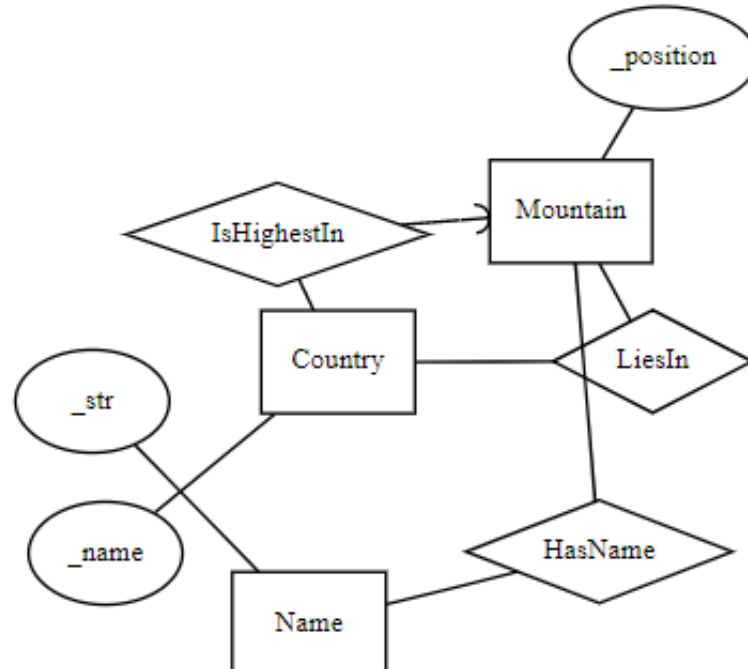 _position
Mountain
IsHighestIn
Country
LiesIn
_str
_name
HasName
Name